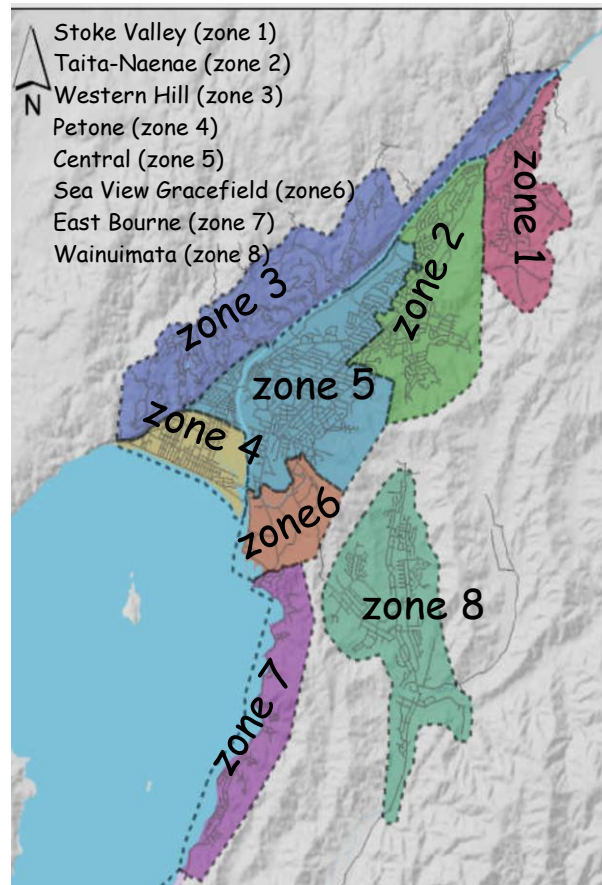 Stoke Valley (zone 1)
Taita-Naenae (zone 2)
Western Hill (zone 3)
Petone (zone 4)
Central (zone 5)
Sea View Gracefield (zone6)
East Bourne (zone 7)
Wainuimata (zone 8)
N
zone 1
zone 2
zone 3
zone 5
zone 4
zone6
zone 8
zone 7